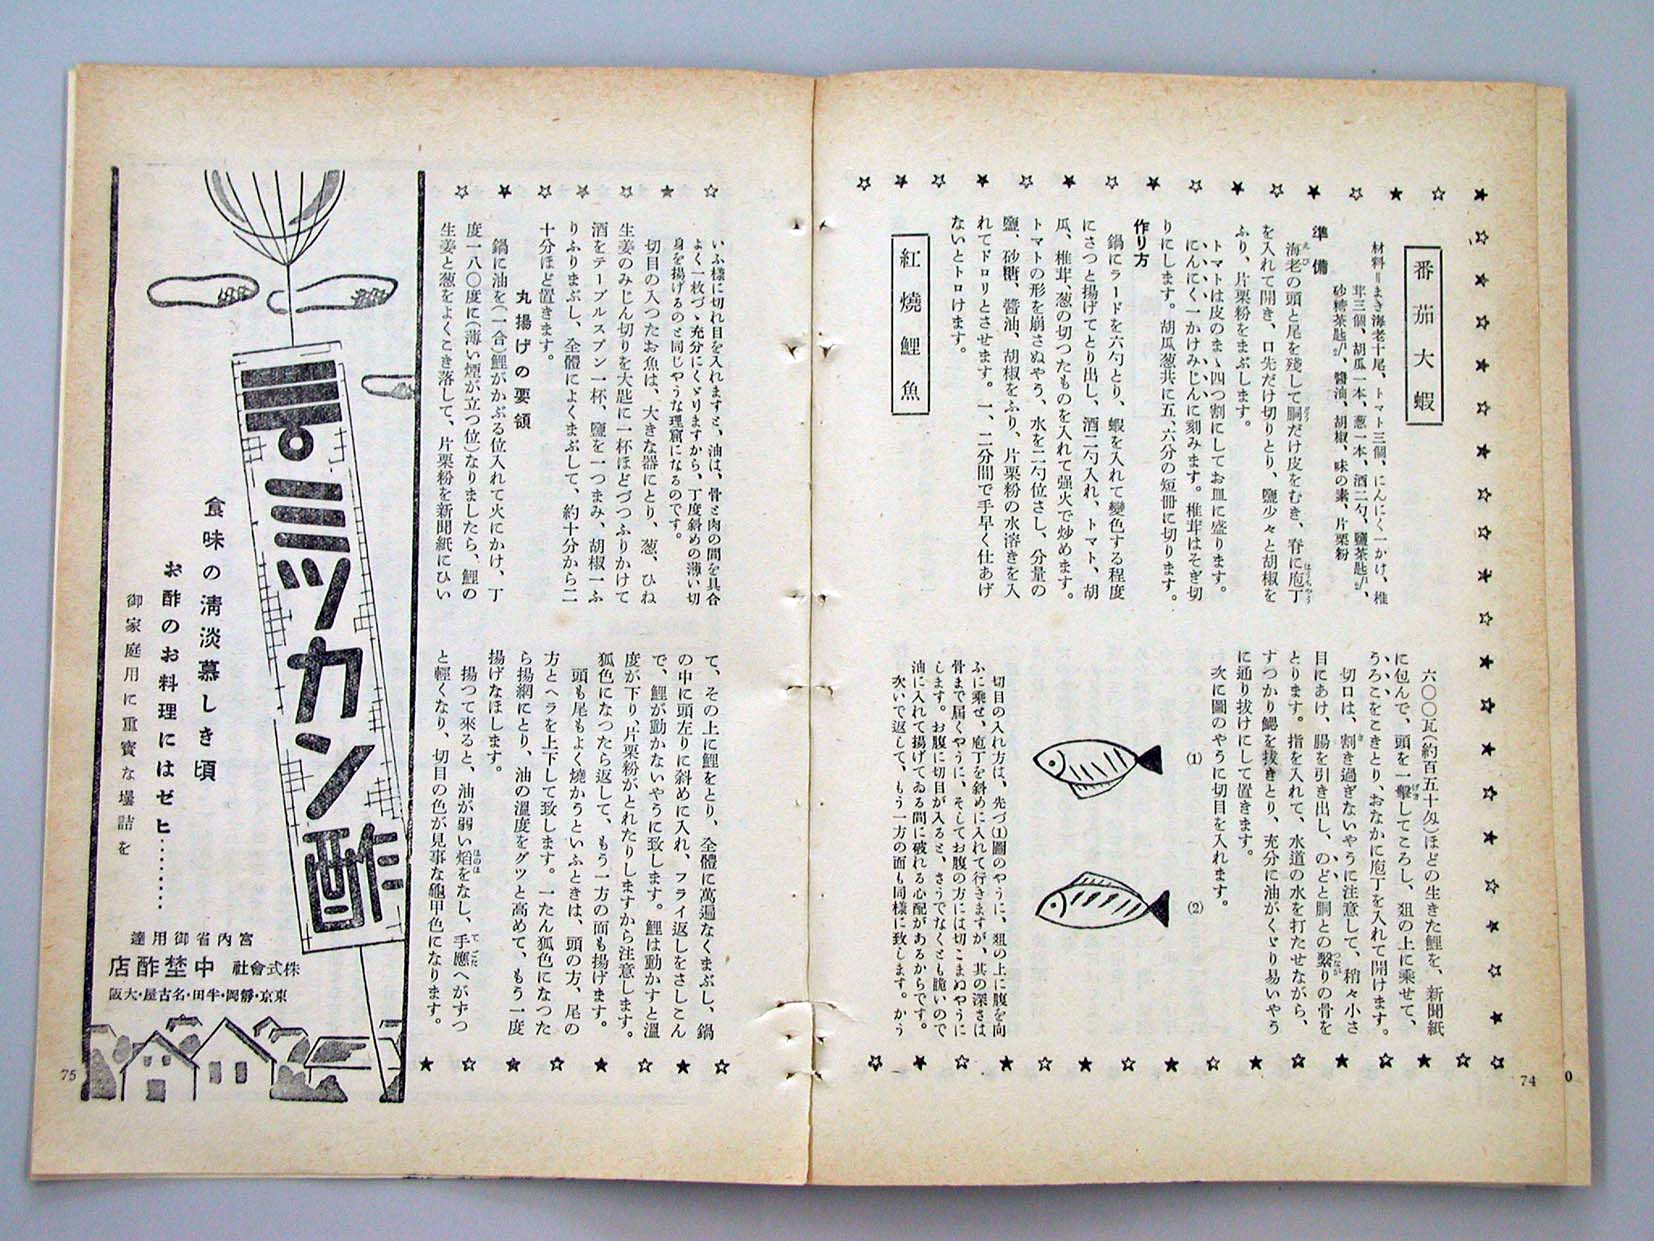 番茄大蝦
材料＝まき海老十尾、トマト三個、にんにく一かけ、椎
茸三個、胡瓜一本、葱一本、酒二勺、鹽茶匙
砂糖茶匙、醬油、胡椒、味の素、片栗粉
準備
海老の頭と尾を殘して胴だけ皮をむき、脊に庖丁
を入れて開き、口先だけ切りとり、鹽少々と胡椒を
ふり、片栗粉をまぶします。
トマトは皮のまゝ四つ割にしてお皿に盛ります。
にんにく一かけみじんに刻みます。椎茸はそぎ切
りにします。胡瓜葱共に五、六分の短冊に切ります。
作り方
鍋にラードを六勺とり、蝦を入れて變色する程度
にさつと揚げてとり出し、酒二勺入れ、トマト、胡
瓜、椎茸、葱の切つたものを入れて强火で炒めます。
トマトの形を崩さぬやう、水を二勺位さし、分量の
鹽、砂糖、醬油、胡椒をふり、片栗粉の水溶きを入
れてドロリとさせます。一、二分間で手早く仕あげ
ないとトロけます。
紅燒鯉魚
六〇〇瓦(約百五十匁)ほどの生きた鯉を、新聞紙
に包んで、頭を一擊してころし、俎の上に乘せて、
うろこをこきとり、おなかに庖丁を入れて開けます。
切口は、割き過ぎないやうに注意して、稍々小さ
目にあけ、腸を引き出し、のどと胴との繫りの骨を
とります。指を入れて、水道の水を打たせながら、
すつかり鰓を拔きとり、充分に油がくゞり易いやう
に通り拔けにして置きます。
次に圖のやうに切目を入れます。
(1)
(2)
切目の入れ方は、先づ(1)圖のやうに、俎の上に腹を向
ふに乘せ、庖丁を斜めに入れて行きますが、其の深さは
骨まで屆くやうに、そしてお腹の方には切こまぬやうに
します。お腹に切目が入ると、さうでなくとも脆いので
油に入れて揚げてゐる間に破れる心配があるからです。
次いで返して、もう一方の面も同樣に致します。かう
74
0
いふ樣に切れ目を入れますと、油は、骨と肉の間を具合
よく一枚づゝ充分にくゞりますから、丁度斜めの薄い切
身を揚げるのと同じやうな理窟になるのです。
切目の入つたお魚は、大きな器にとり、葱、ひね
生姜のみじん切りを大匙に一杯ほどづつふりかけて
酒をテーブルスプン一杯、鹽を一つまみ、胡椒一ふ
りふりまぶし、全體によくまぶして、約十分から二
十分ほど置きます。
丸揚げの要領
鍋に油を(一合)鯉がかぶる位入れて火にかけ、丁
度一八〇度に(薄い煙が立つ位)なりましたら、鯉の
生姜と葱をよくこき落して、片栗粉を新聞紙にひい
て、その上に鯉をとり、全體に萬遍なくまぶし、鍋
の中に頭左りに斜めに入れ、フライ返しをさしこん
で、鯉が動かないやうに致します。鯉は動かすと溫
度が下り、片栗粉がとれたりしますから注意します。
狐色になつたら返して、もう一方の面も揚げます。
頭も尾もよく燒かうといふときは、頭の方、尾の
方とヘラを上下して致します。一たん狐色になつた
ら揚網にとり、油の溫度をグツと高めて、もう一度
揚げなほします。
揚つて來ると、油が弱い焰をなし、手應へがずつ
と輕くなり、切目の色が見事な龜甲色になります。
ミツカン酢
食味の淸淡慕しき頃
お酢のお料理にはゼヒ………
御家庭用に重寶な壜詰を
宮內省御用達
株式會社 中埜酢店
東京・靜岡・半田・名古屋・大阪
75